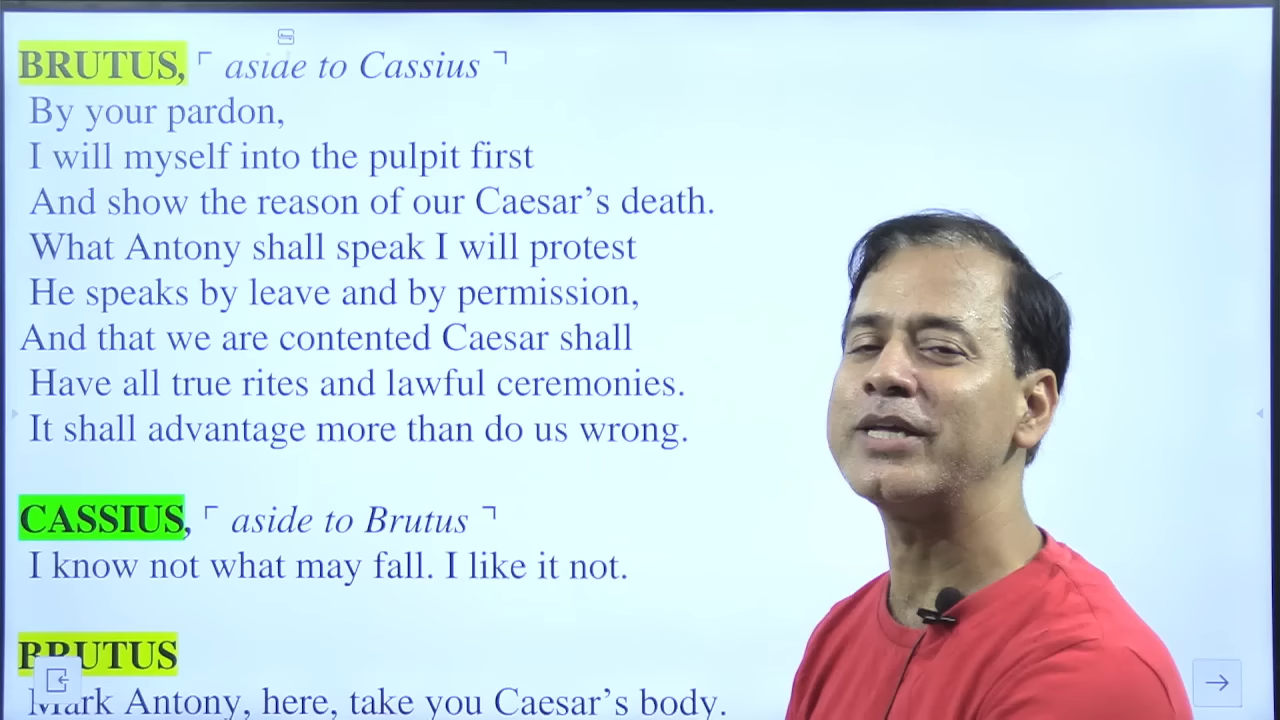 BRUTUS, ⌜ aside to Cassius ⌝
By your pardon,
I will myself into the pulpit first
And show the reason of our Caesar’s death.
What Antony shall speak I will protest
He speaks by leave and by permission,
And that we are contented Caesar shall
Have all true rites and lawful ceremonies.
It shall advantage more than do us wrong.
CASSIUS, ⌜ aside to Brutus ⌝
I know not what may fall. I like it not.
BRUTUS
Mark Antony, here, take you Caesar’s body.